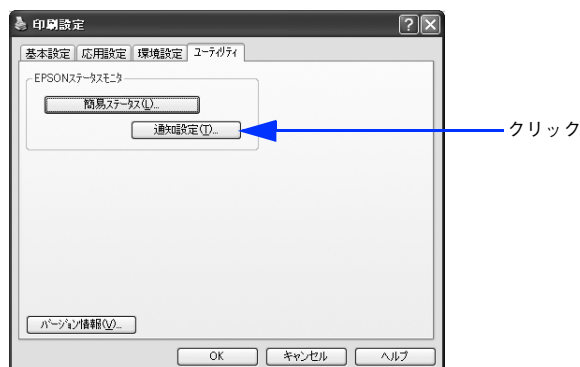 印刷設定
基本設定 応用設定 環境設定 ユーティリティ
EPSONステータスモニタ
簡易ステータス(L)...
通知設定(T)...
クリック
バージョン情報(V)...
OK キャンセル ヘルプ